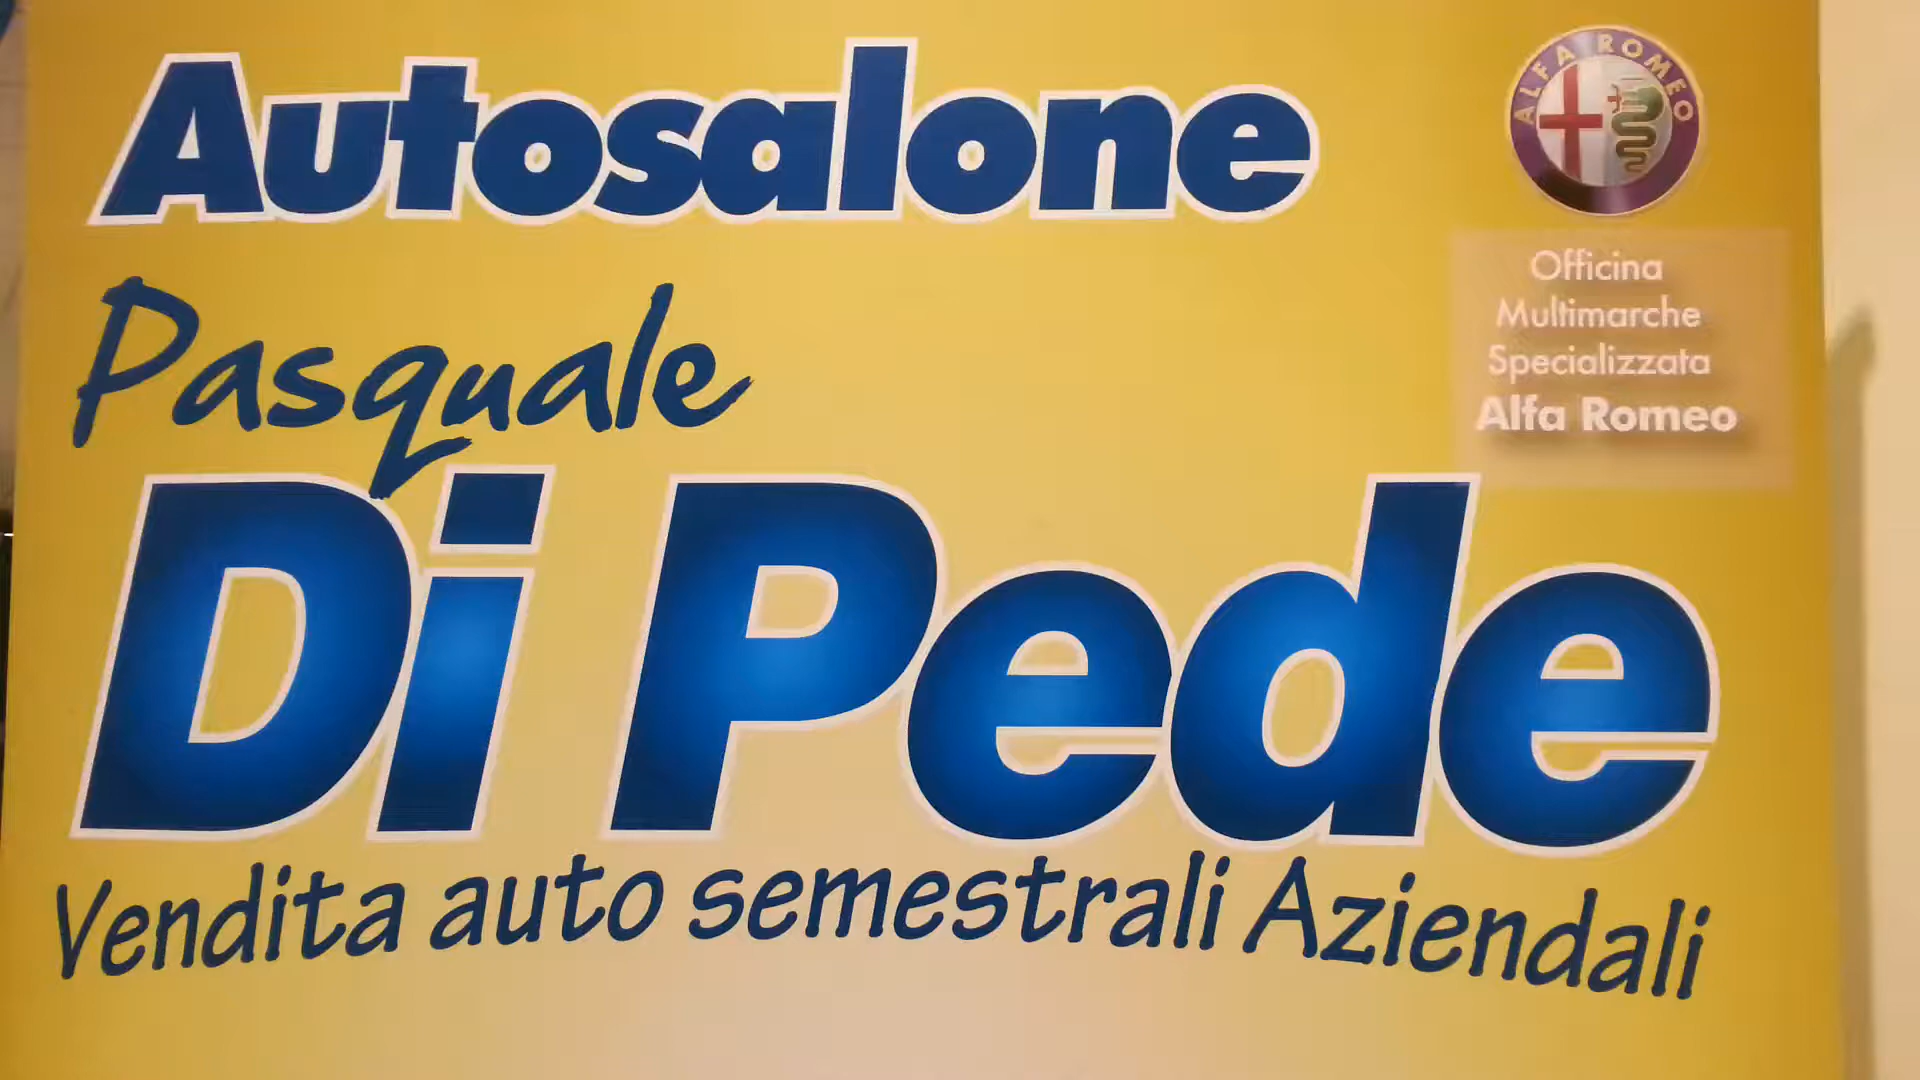 Autosalone
ALFA ROMEO
Officina
Multimarche
Specializzata
Alfa Romeo
Pasquale
Di Pede
Vendita auto semestrali Aziendali